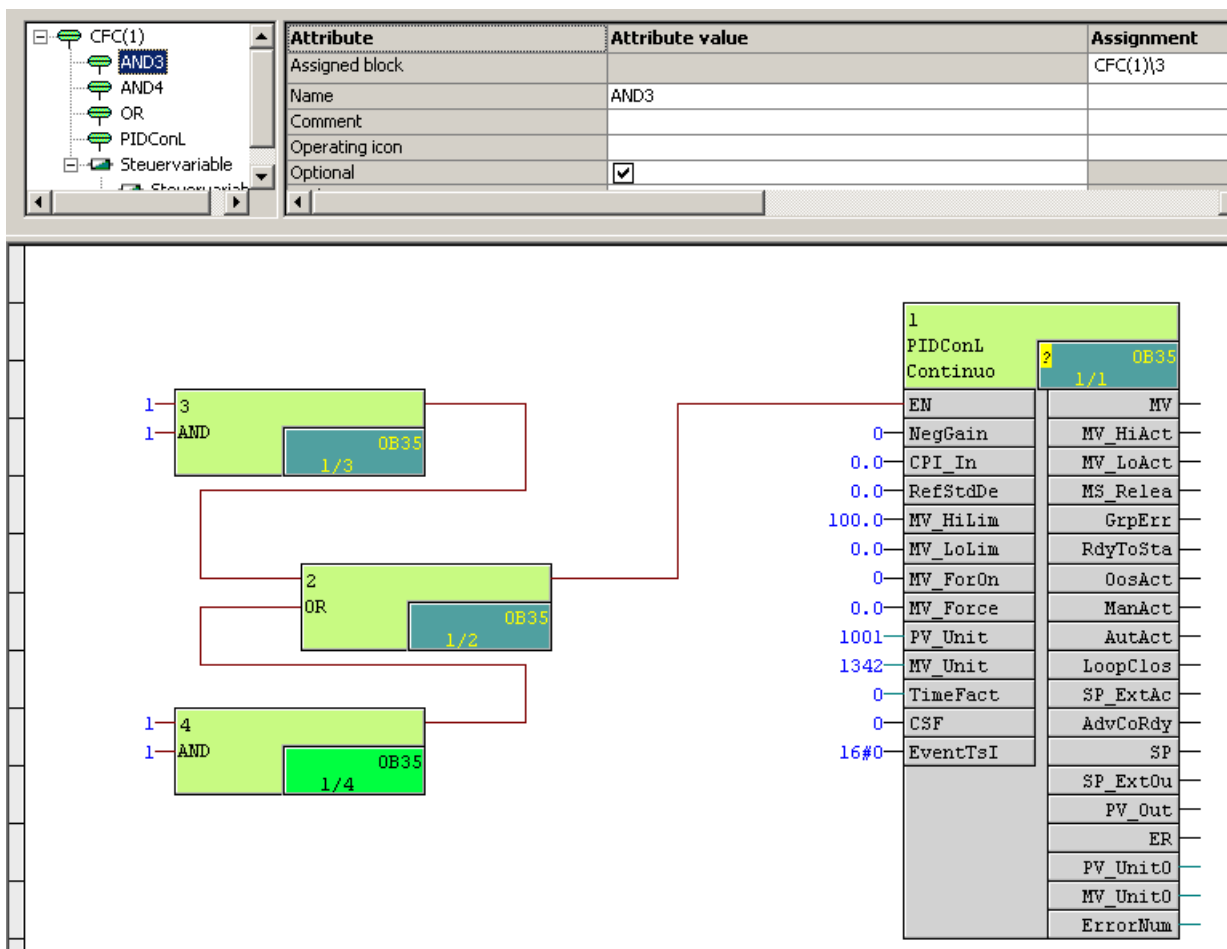 CFC(1)
AND3
AND4
OR
PIDConL
Steuervariable
Attribute Attribute value Assignment
Assigned block CFC(1)\3
Name AND3
Comment
Operating icon
Optional
1 3
1 AND
OB35
1/3
2
OR
OB35
1/2
1 4
1 AND
OB35
1/4
1
PIDConL
Continuo
? OB35
1/1
EN MV
0 NegGain MV_HiAct
0.0 CPI_In MV_LoAct
0.0 RefStdDe MS_Relea
100.0 MV_HiLim GrpErr
0.0 MV_LoLim RdyToSta
0 MV_ForOn OosAct
0.0 MV_Force ManAct
1001 PV_Unit AutAct
1342 MV_Unit LoopClos
0 TimeFact SP_ExtAc
0 CSF AdvCoRdy
16#0 EventTsI SP
SP_ExtOu
PV_Out
ER
PV_UnitO
MV_UnitO
ErrorNum